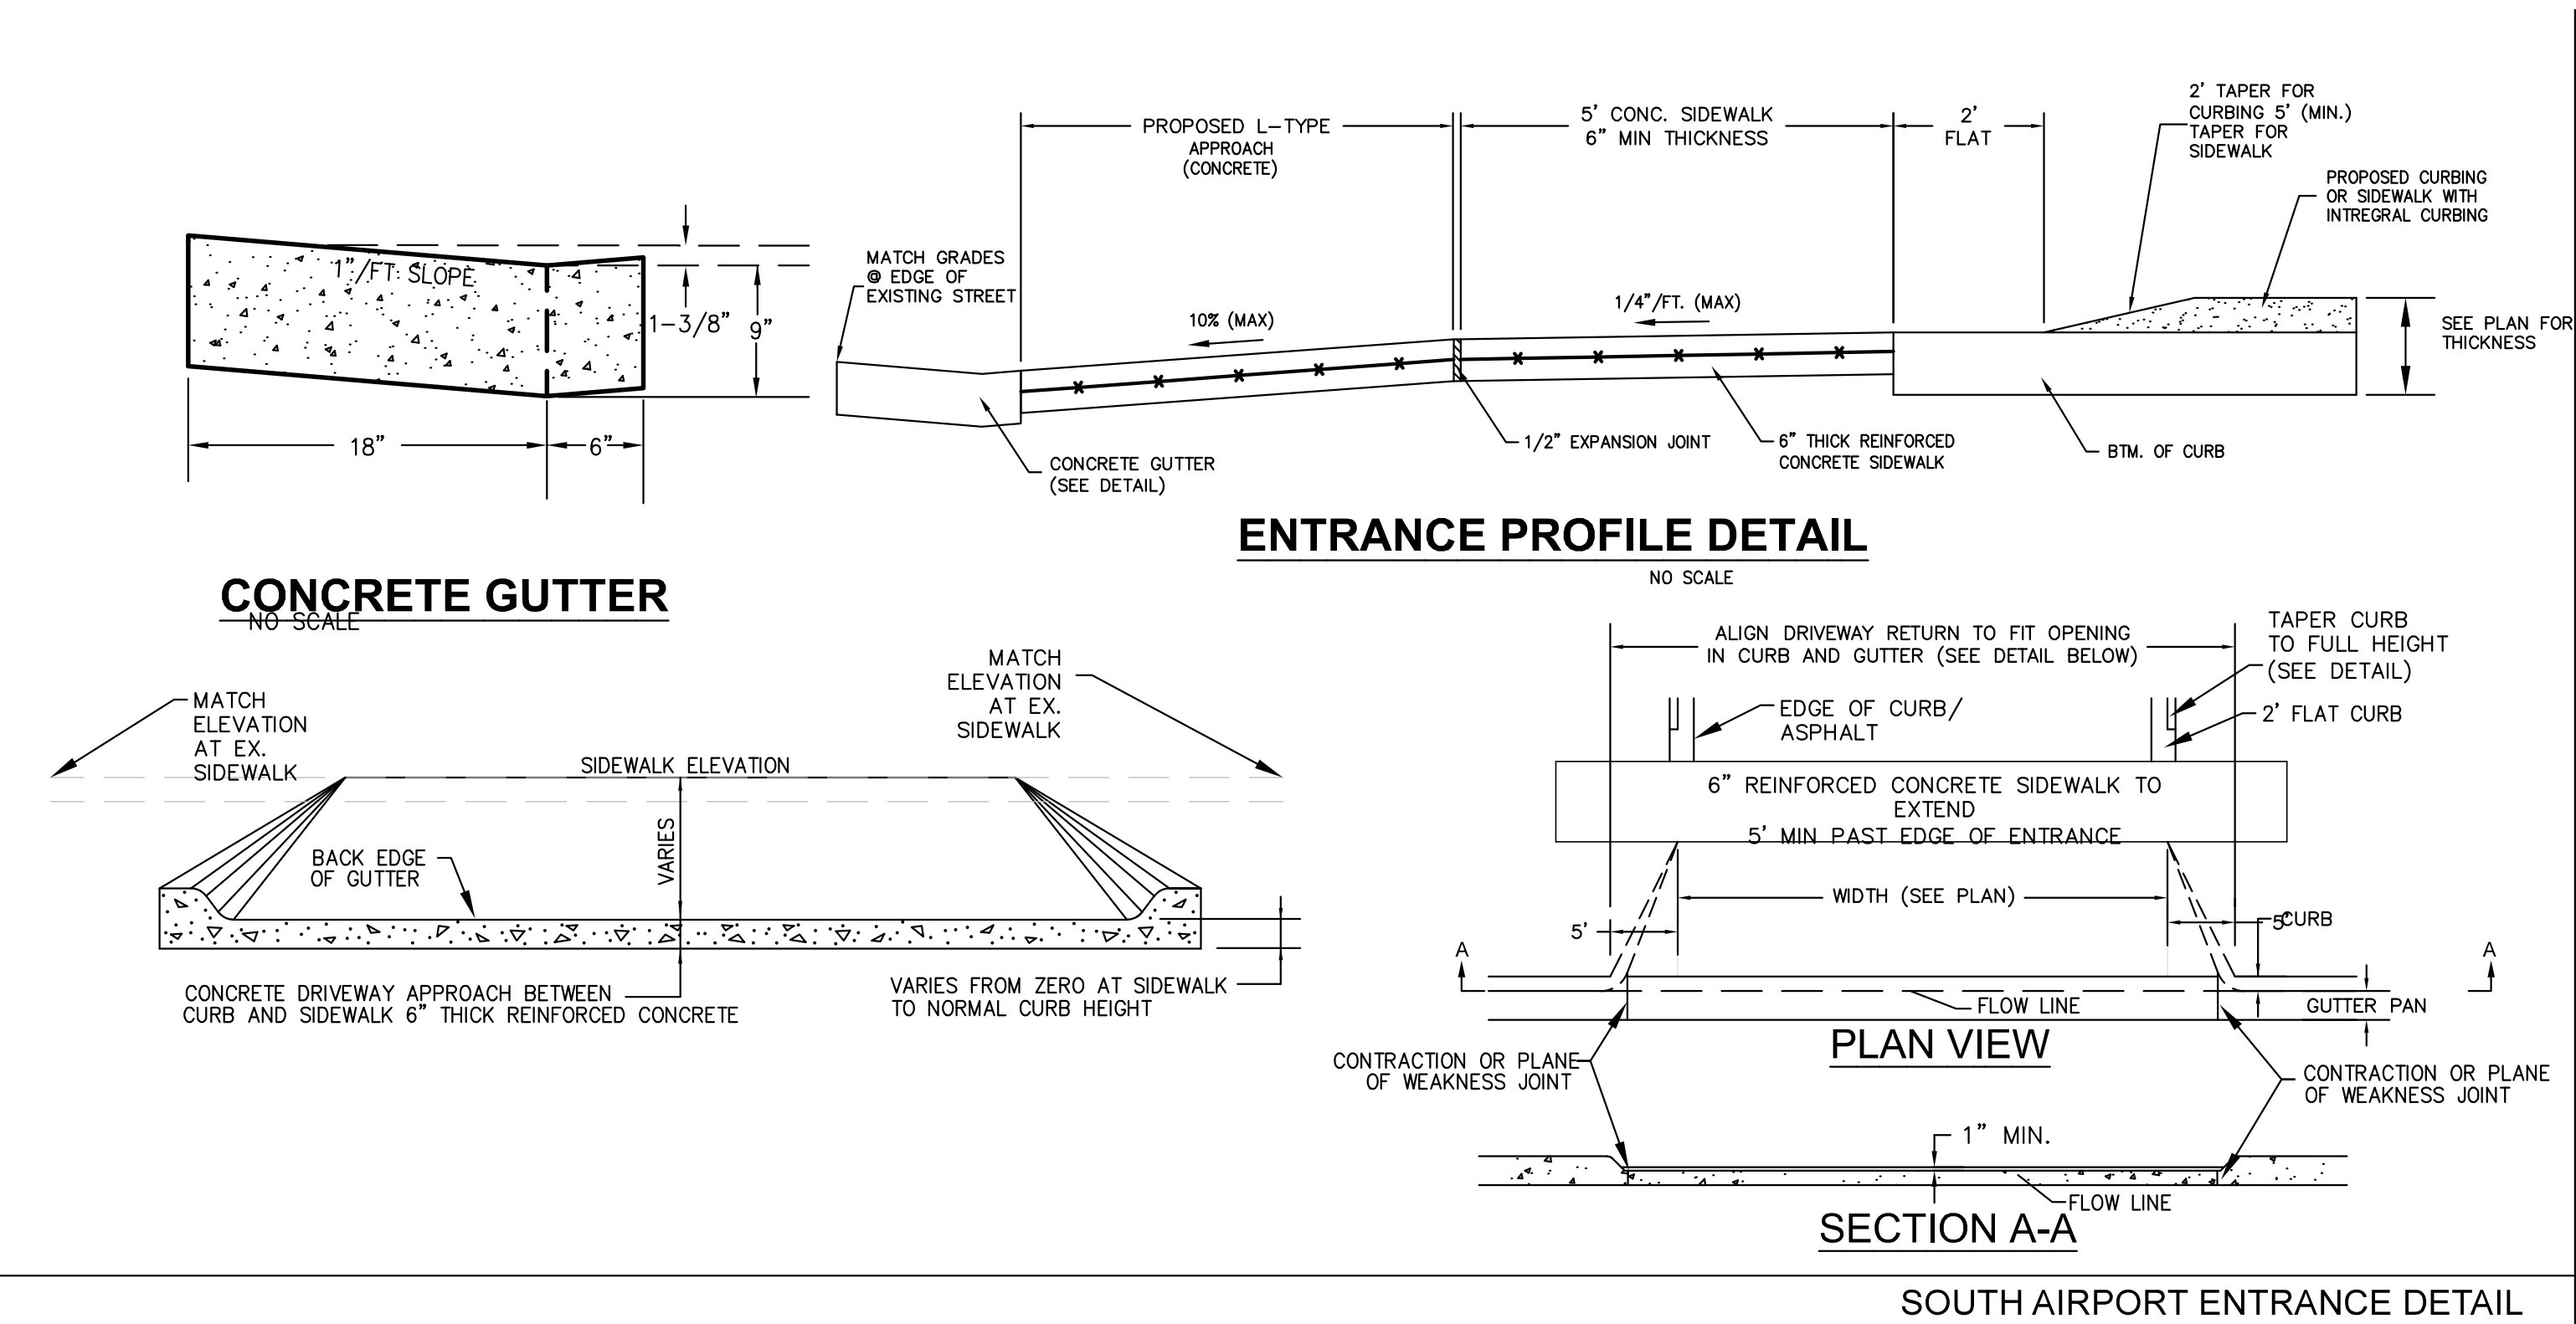 PROPOSED L-TYPE
APPROACH
(CONCRETE)
5' CONC. SIDEWALK
6" MIN THICKNESS
2'
FLAT
2' TAPER FOR
CURBING 5' (MIN.)
TAPER FOR
SIDEWALK
PROPOSED CURBING
OR SIDEWALK WITH
INTREGRAL CURBING
MATCH GRADES
@ EDGE OF
EXISTING STREET
10% (MAX)
1/4"/FT. (MAX)
SEE PLAN FOR
THICKNESS
CONCRETE GUTTER
(SEE DETAIL)
1/2" EXPANSION JOINT
6" THICK REINFORCED
CONCRETE SIDEWALK
BTM. OF CURB
ENTRANCE PROFILE DETAIL
NO SCALE
1"/FT. SLOPE
1-3/8"
9"
18"
6"
CONCRETE GUTTER
NO SCALE
MATCH
ELEVATION
AT EX.
SIDEWALK
MATCH
ELEVATION
AT EX.
SIDEWALK
SIDEWALK ELEVATION
VARIES
BACK EDGE
OF GUTTER
CONCRETE DRIVEWAY APPROACH BETWEEN
CURB AND SIDEWALK 6" THICK REINFORCED CONCRETE
VARIES FROM ZERO AT SIDEWALK
TO NORMAL CURB HEIGHT
ALIGN DRIVEWAY RETURN TO FIT OPENING
IN CURB AND GUTTER (SEE DETAIL BELOW)
TAPER CURB
TO FULL HEIGHT
(SEE DETAIL)
EDGE OF CURB/
ASPHALT
2' FLAT CURB
6" REINFORCED CONCRETE SIDEWALK TO
EXTEND
5' MIN PAST EDGE OF ENTRANCE
WIDTH (SEE PLAN)
5'
5'
CURB
A
A
FLOW LINE
GUTTER PAN
PLAN VIEW
CONTRACTION OR PLANE
OF WEAKNESS JOINT
CONTRACTION OR PLANE
OF WEAKNESS JOINT
1" MIN.
FLOW LINE
SECTION A-A
SOUTH AIRPORT ENTRANCE DETAIL